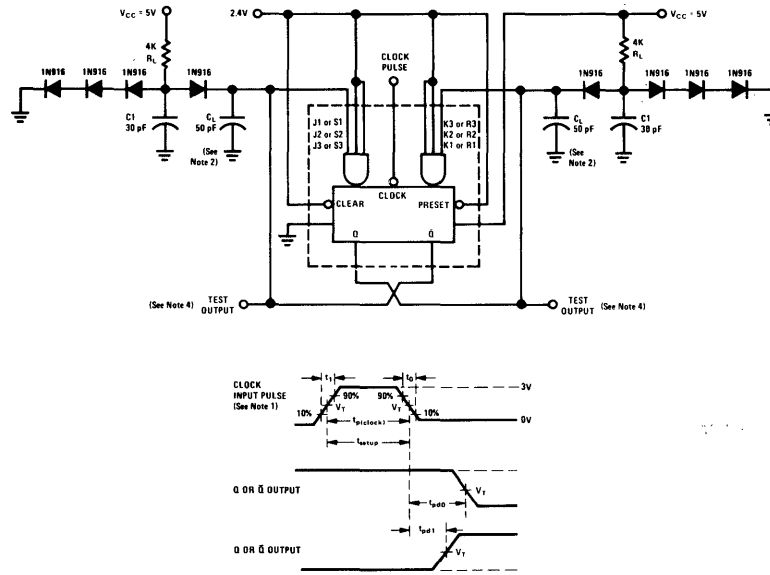 VCC = 5V
2.4V
VCC = 5V
4K
RL
CLOCK
PULSE
4K
RL
1N916
1N916
1N916
1N916
1N916
1N916
1N916
1N916
C1
30 pF
CL
50 pF
(See
Note 2)
J1 or S1
J2 or S2
J3 or S3
K3 or R3
K2 or R2
K1 or R1
CL
50 pF
(See
Note 2)
C1
30 pF
CLOCK
CLEAR
PRESET
Q
Q̄
(See Note 4)
TEST
OUTPUT
TEST
OUTPUT
(See Note 4)
CLOCK
INPUT PULSE
(See Note 1)
t1
t0
3V
90%
90%
VT
VT
10%
10%
0V
tp(clock)
tsetup
Q OR Q̄ OUTPUT
VT
tpd0
tpd1
Q OR Q̄ OUTPUT
VT